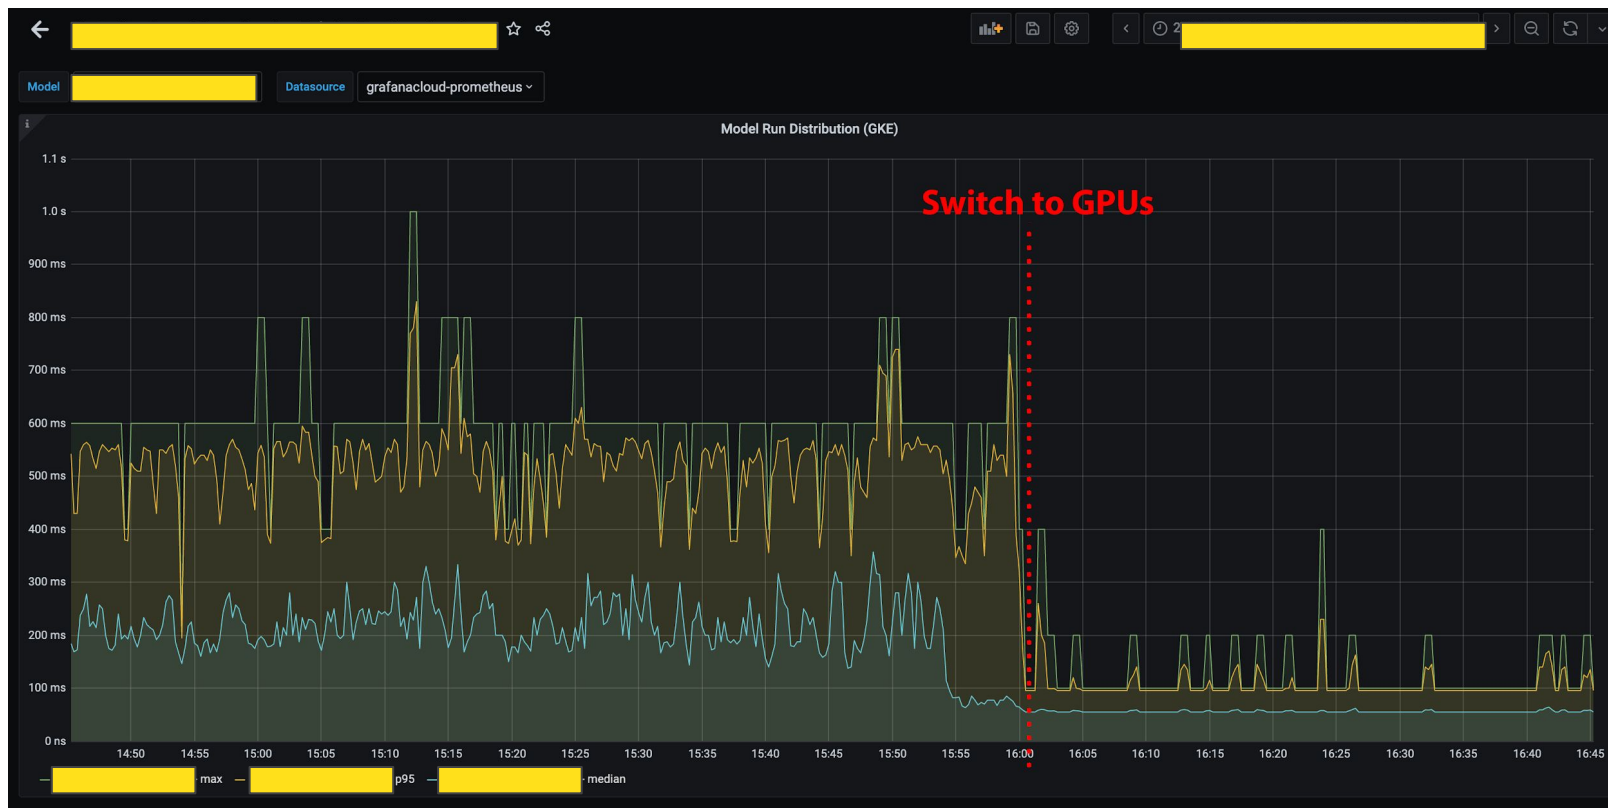 2
Model
Datasource grafanacloud-prometheus
i
Model Run Distribution (GKE)
1.1 s
1.0 s
900 ms
800 ms
700 ms
600 ms
500 ms
400 ms
300 ms
200 ms
100 ms
0 ns
Switch to GPUs
14:50 14:55 15:00 15:05 15:10 15:15 15:20 15:25 15:30 15:35 15:40 15:45 15:50 15:55 16:00 16:05 16:10 16:15 16:20 16:25 16:30 16:35 16:40 16:45
max p95 - median